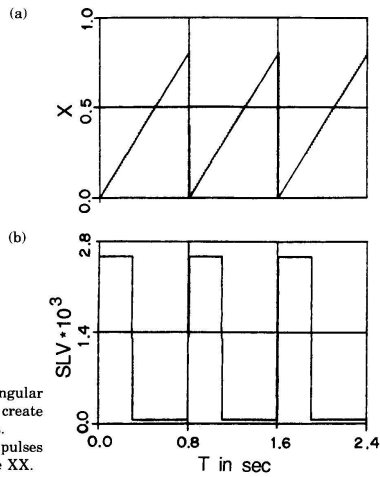 (a)
1.0
0.5
0.0
X
(b)
2.8
1.4
0.0
SLV*10³
0.0 0.8 1.6 2.4
T in sec
ngular
create
pulses
XX.